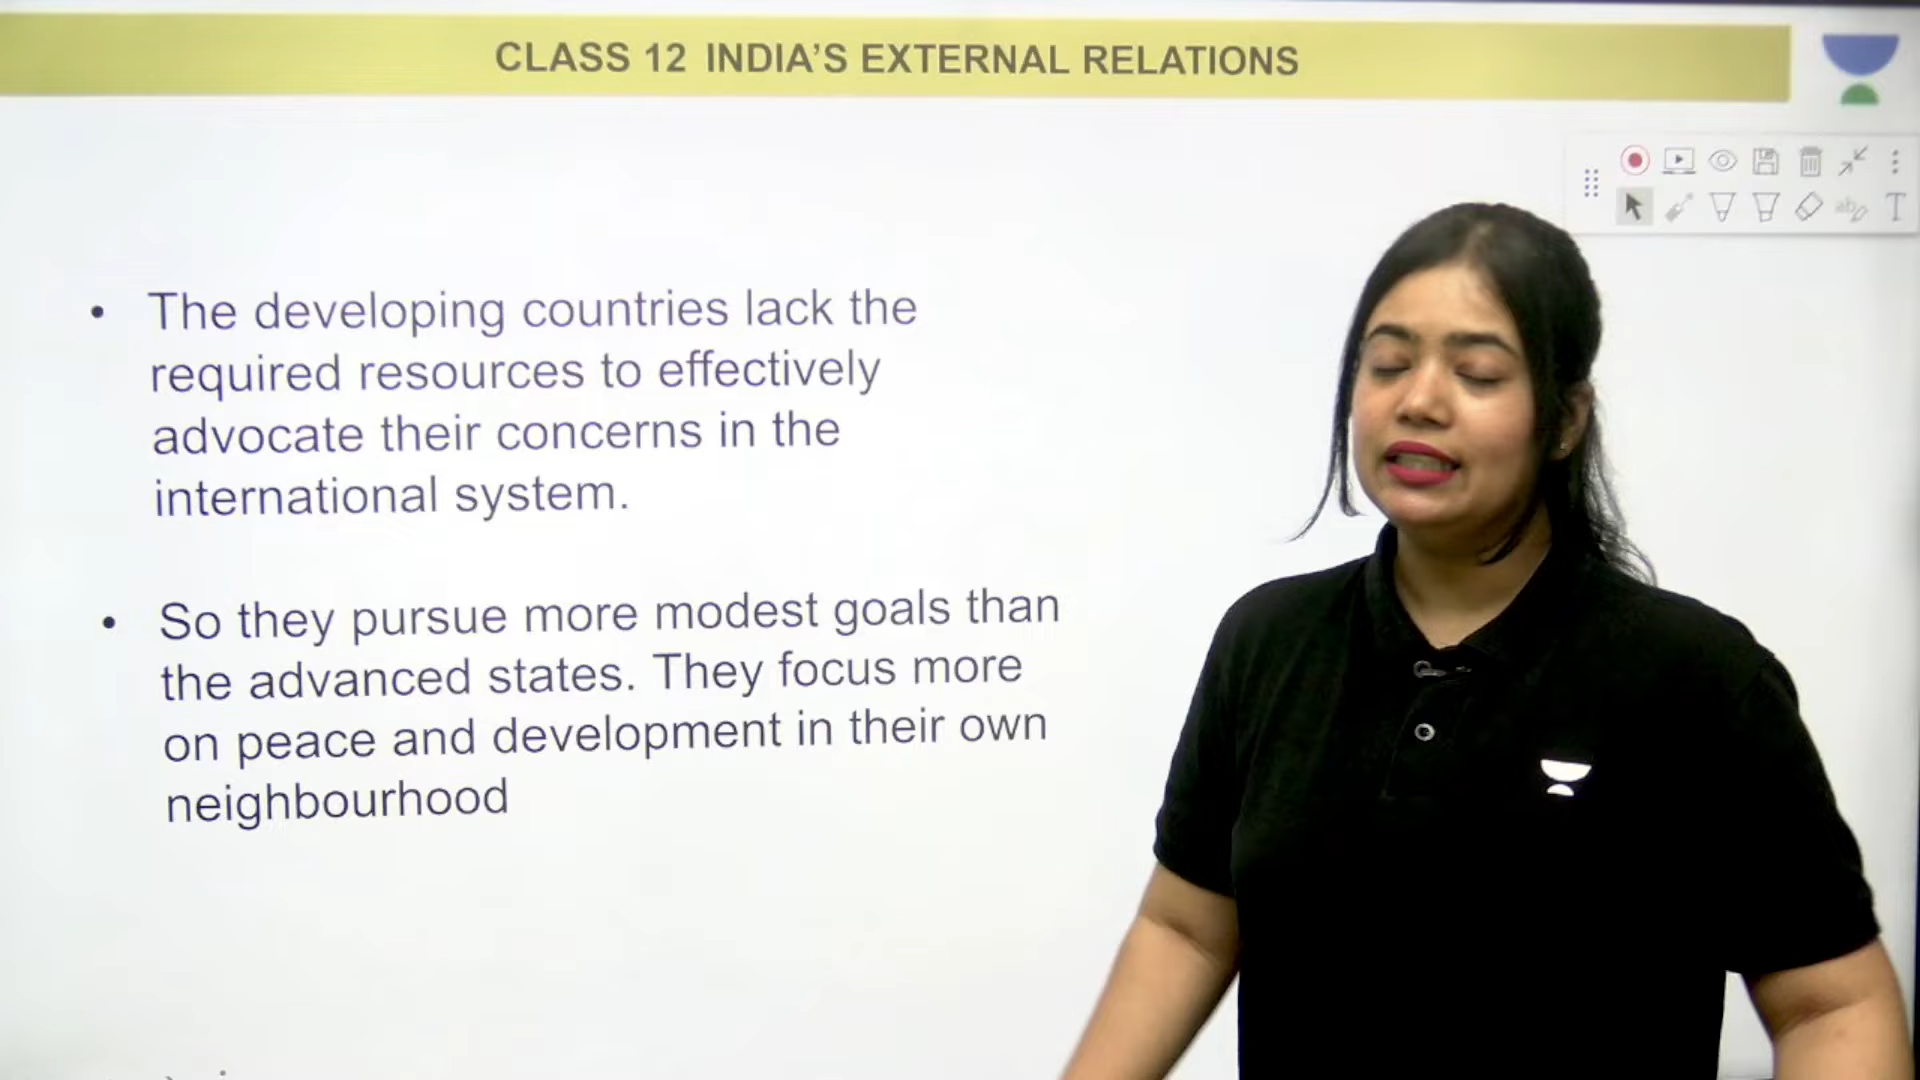 CLASS 12 INDIA'S EXTERNAL RELATIONS
• The developing countries lack the
required resources to effectively
advocate their concerns in the
international system.
• So they pursue more modest goals than
the advanced states. They focus more
on peace and development in their own
neighbourhood
ab
T